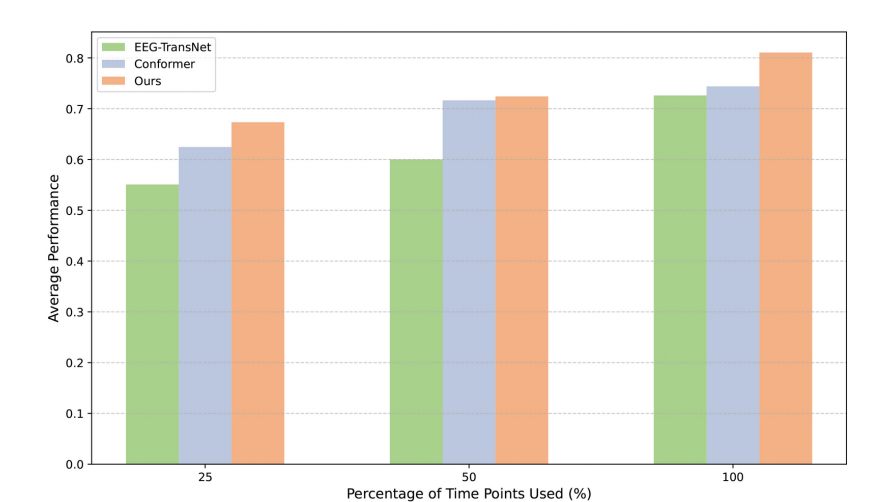 EEG-TransNet
Conformer
Ours
Average Performance
0.8
0.7
0.6
0.5
0.4
0.3
0.2
0.1
0.0
25 50 100
Percentage of Time Points Used (%)